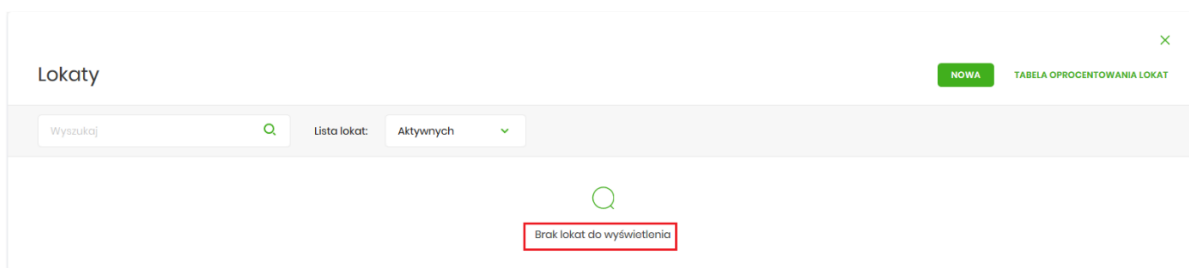 Lokaty
NOWA
TABELA OPROCENTOWANIA LOKAT
Wyszukaj
Lista lokat:
Aktywnych
Brak lokat do wyświetlenia